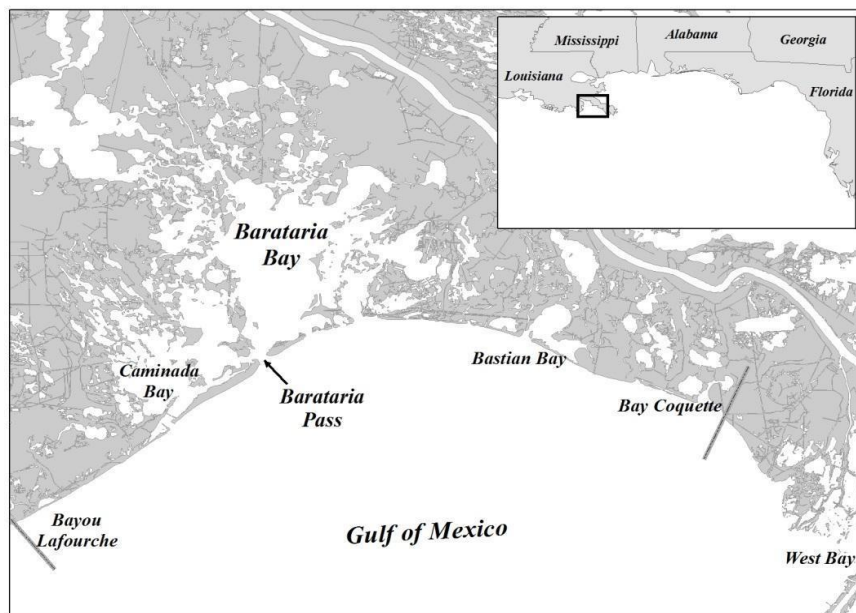 Mississippi
Alabama
Georgia
Louisiana
Florida
Barataria
Bay
Caminada
Bay
Bastian Bay
Barataria
Pass
Bay Coquette
Bayou
Lafourche
Gulf of Mexico
West Bay